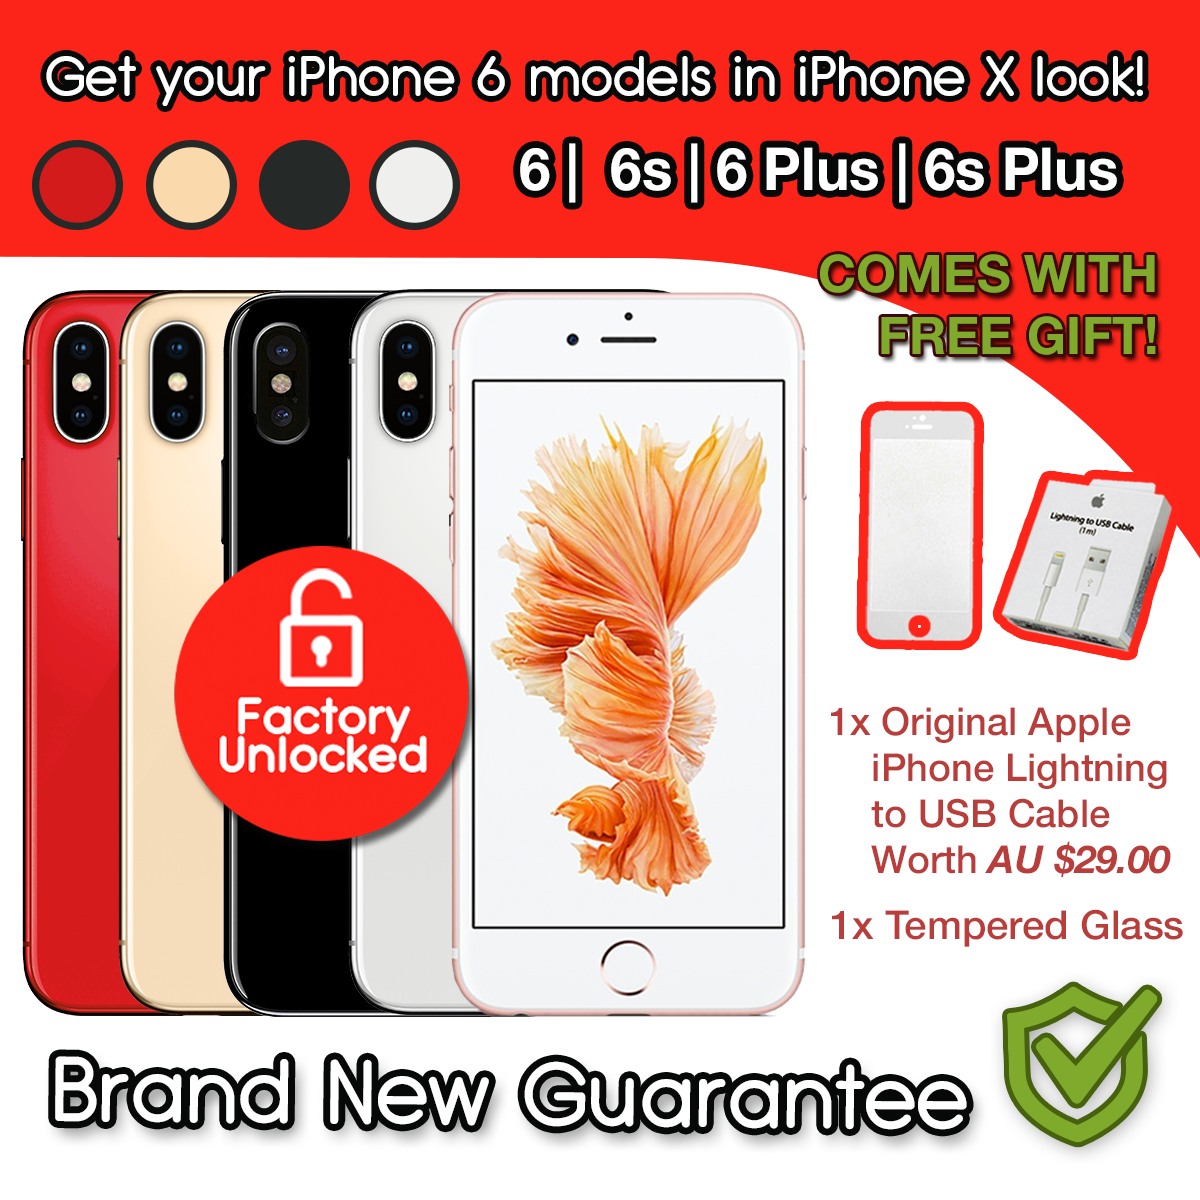 Get your iPhone 6 models in iPhone X look!
6 | 6s | 6 Plus | 6s Plus
COMES WITH
FREE GIFT!
Lightning to USB Cable
(1m)
Factory
Unlocked
1x Original Apple
iPhone Lightning
to USB Cable
Worth AU $29.00
1x Tempered Glass
Brand New Guarantee